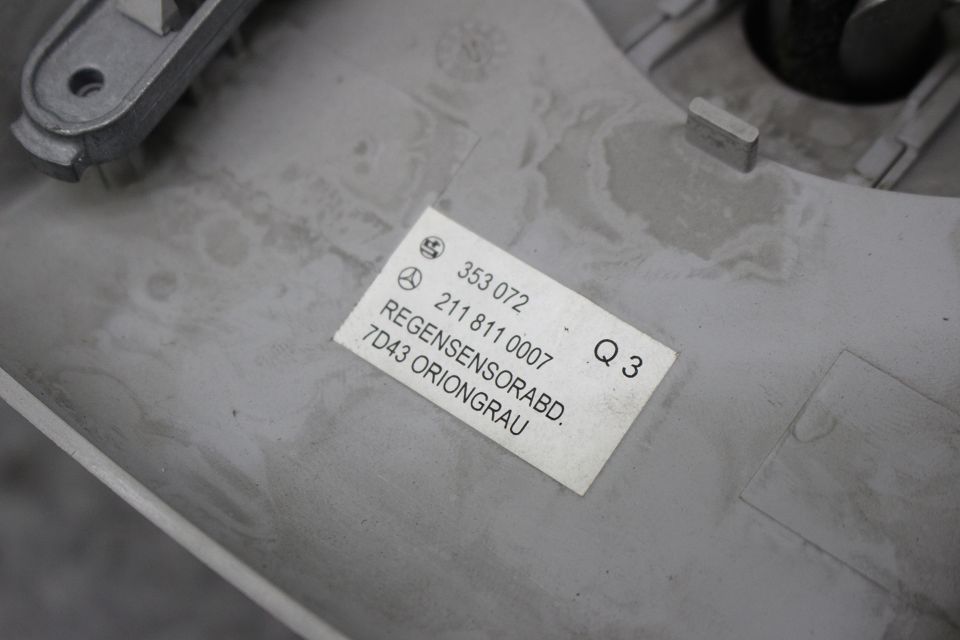 353 072
211 811 0007
Q 3
REGENSENSORABD.
7D43 ORIONGRAU